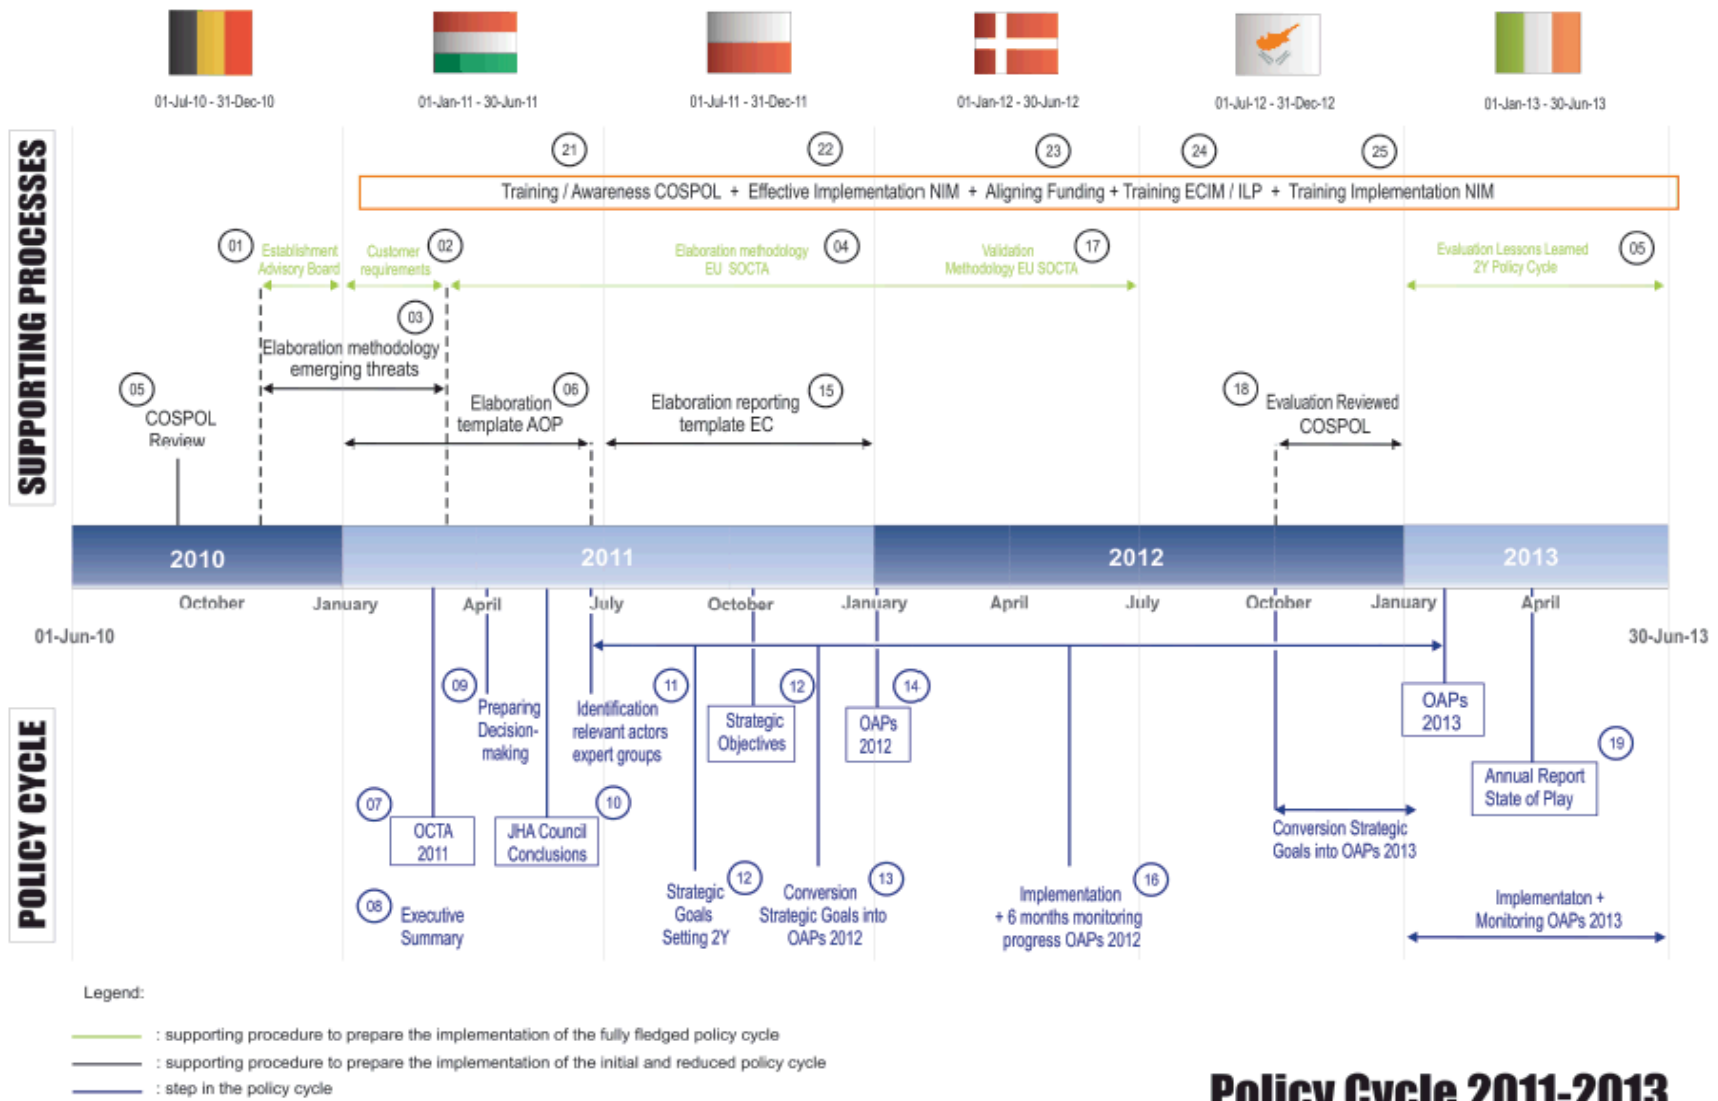 01-Jul-10 - 31-Dec-10
01-Jan-11 - 30-Jun-11
01-Jul-11 - 31-Dec-11
01-Jan-12 - 30-Jun-12
01-Jul-12 - 31-Dec-12
01-Jan-13 - 30-Jun-13
SUPPORTING PROCESSES
21
22
23
24
25
Training / Awareness COSPOL + Effective Implementation NIM + Aligning Funding + Training ECIM / ILP + Training Implementation NIM
01
Establishment
Advisory Board
Customer
requirements
02
Elaboration methodology
EU SOCTA
04
Validation
Methodology EU SOCTA
17
Evaluation Lessons Learned
2Y Policy Cycle
05
03
Elaboration methodology
emerging threats
05
COSPOL
Review
06
Elaboration
template AOP
Elaboration reporting
template EC
15
18
Evaluation Reviewed
COSPOL
2010
2011
2012
2013
October
January
April
July
October
January
April
July
October
January
April
01-Jun-10
30-Jun-13
POLICY CYCLE
09
Preparing
Decision-
making
Identification
relevant actors
expert groups
11
Strategic
Objectives
12
OAPs
2012
14
OAPs
2013
19
Annual Report
State of Play
07
OCTA
2011
JHA Council
Conclusions
10
Conversion Strategic
Goals into OAPs 2013
08
Executive
Summary
Strategic
Goals
Setting 2Y
12
Conversion
Strategic Goals into
OAPs 2012
13
Implementation
+ 6 months monitoring
progress OAPs 2012
16
Implementaton +
Monitoring OAPs 2013
Legend:
: supporting procedure to prepare the implementation of the fully fledged policy cycle
: supporting procedure to prepare the implementation of the initial and reduced policy cycle
: step in the policy cycle
Policy Cycle 2011-2013